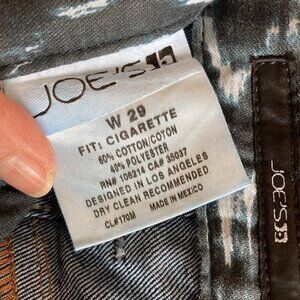 JOE'S
W 29
FIT: CIGARETTE
60% COTTON/COYON
40% POLYESTER
RN# 106214 CA# 35037
DESIGNED IN LOS ANGELES
DRY CLEAN RECOMMENDED
CL#170M MADE IN MEXICO
JOE'S